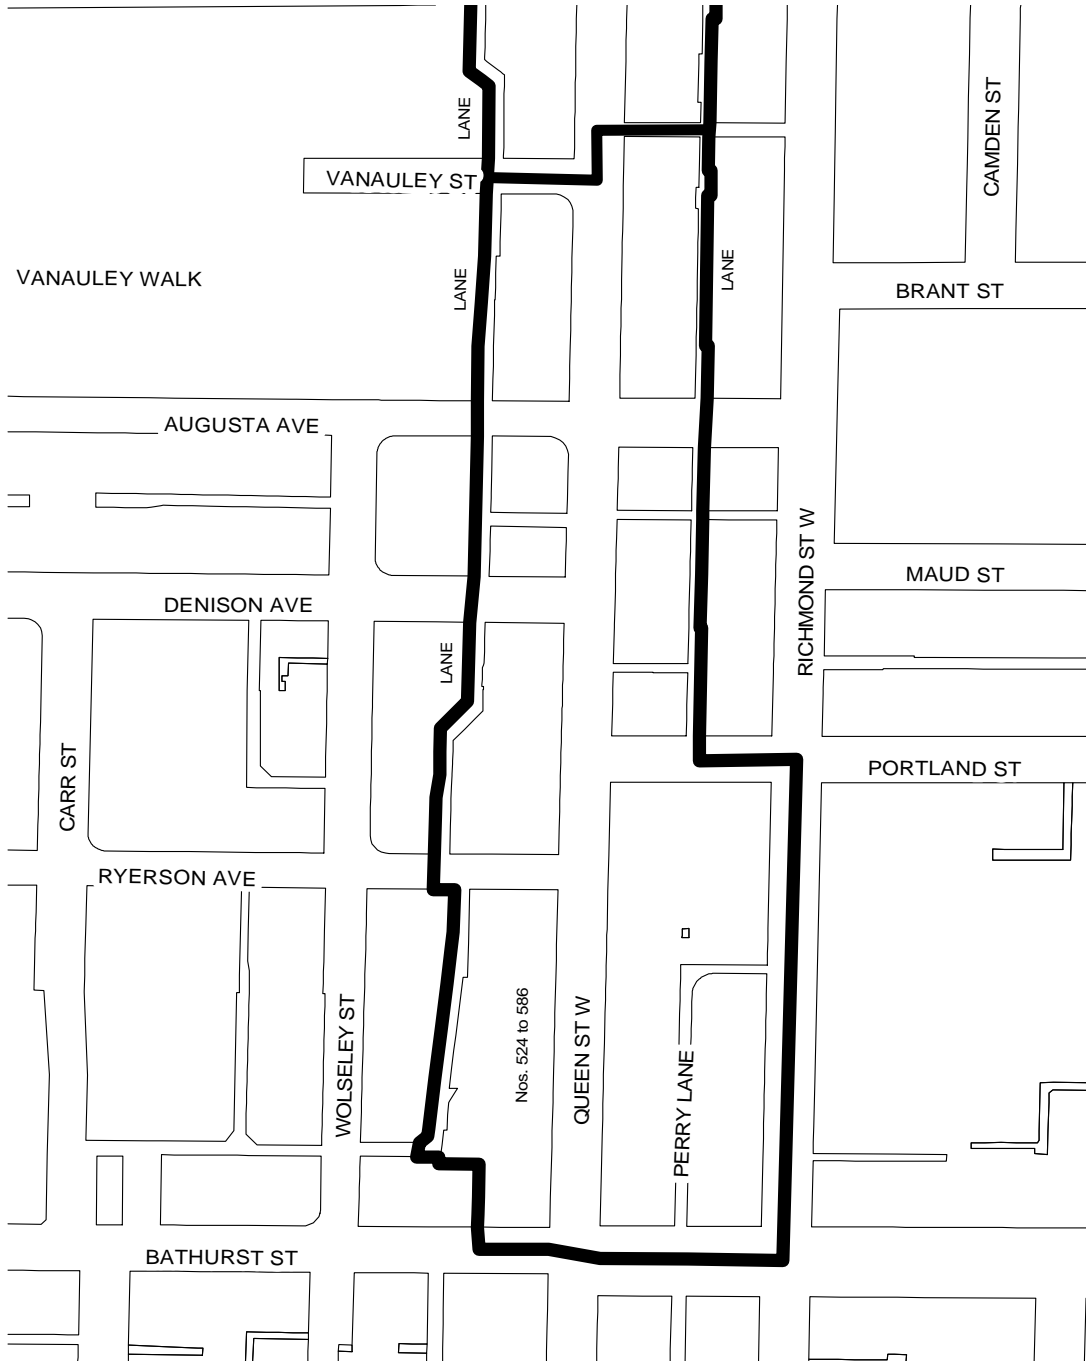 CAMDEN ST
LANE
VANAULEY ST
VANAULEY WALK
LANE
LANE
BRANT ST
AUGUSTA AVE
RICHMOND ST W
MAUD ST
DENISON AVE
LANE
CARR ST
PORTLAND ST
RYERSON AVE
WOLSELEY ST
Nos. 524 to 586
QUEEN ST W
PERRY LANE
BATHURST ST